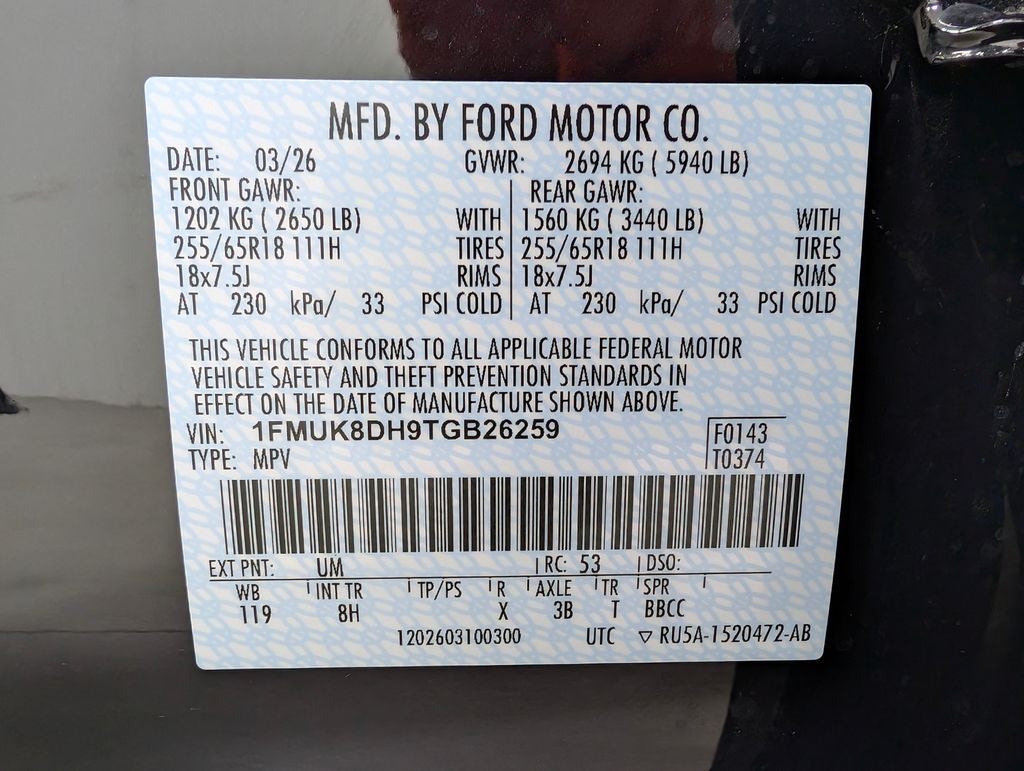 MFD. BY FORD MOTOR CO.
DATE: 03/26 GVWR: 2694 KG ( 5940 LB)
FRONT GAWR: REAR GAWR:
1202 KG ( 2650 LB) WITH 1560 KG ( 3440 LB) WITH
255/65R18 111H TIRES 255/65R18 111H TIRES
18x7.5J RIMS 18x7.5J RIMS
AT 230 kPa/ 33 PSI COLD AT 230 kPa/ 33 PSI COLD
THIS VEHICLE CONFORMS TO ALL APPLICABLE FEDERAL MOTOR
VEHICLE SAFETY AND THEFT PREVENTION STANDARDS IN
EFFECT ON THE DATE OF MANUFACTURE SHOWN ABOVE.
VIN: 1FMUK8DH9TGB26259 F0143
TYPE: MPV T0374
EXT PNT: UM RC: 53 DSO:
WB INT TR TP/PS R AXLE TR SPR
119 8H X 3B T BBCC
1202603100300 UTC ▽ RU5A-1520472-AB